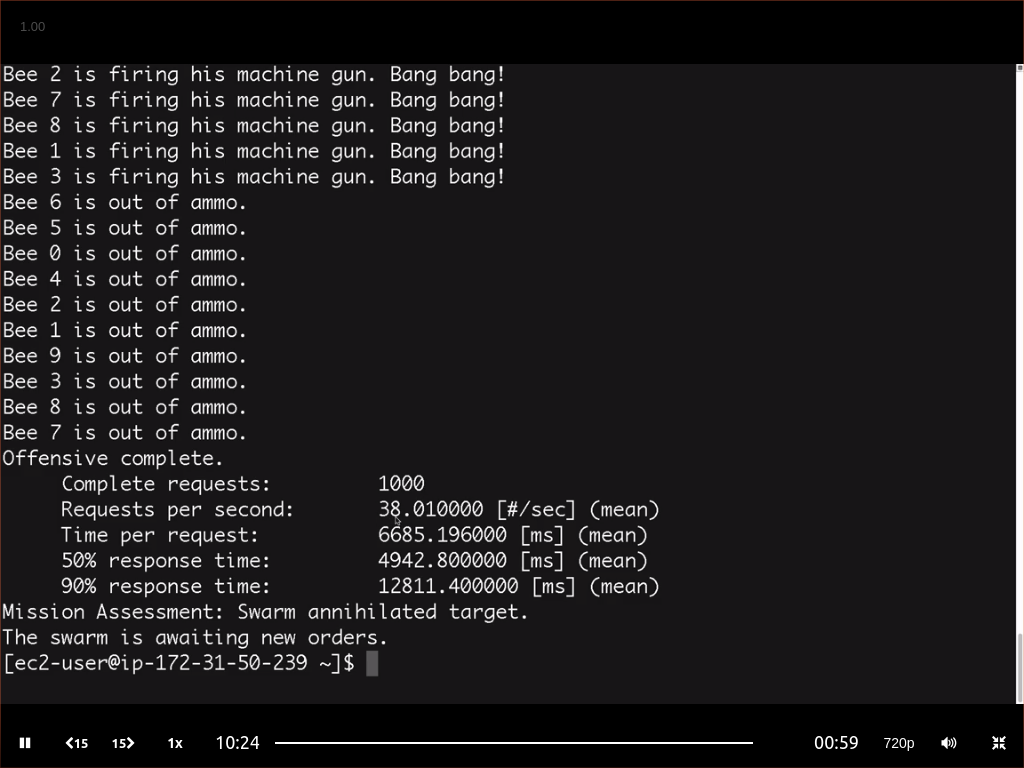 1.00
Bee 2 is firing his machine gun. Bang bang!
Bee 7 is firing his machine gun. Bang bang!
Bee 8 is firing his machine gun. Bang bang!
Bee 1 is firing his machine gun. Bang bang!
Bee 3 is firing his machine gun. Bang bang!
Bee 6 is out of ammo.
Bee 5 is out of ammo.
Bee 0 is out of ammo.
Bee 4 is out of ammo.
Bee 2 is out of ammo.
Bee 1 is out of ammo.
Bee 9 is out of ammo.
Bee 3 is out of ammo.
Bee 8 is out of ammo.
Bee 7 is out of ammo.
Offensive complete.
Complete requests: 1000
Requests per second: 38.010000 [#/sec] (mean)
Time per request: 6685.196000 [ms] (mean)
50% response time: 4942.800000 [ms] (mean)
90% response time: 12811.400000 [ms] (mean)
Mission Assessment: Swarm annihilated target.
The swarm is awaiting new orders.
[ec2-user@ip-172-31-50-239 ~]$
15 15 1x 10:24 00:59 720p